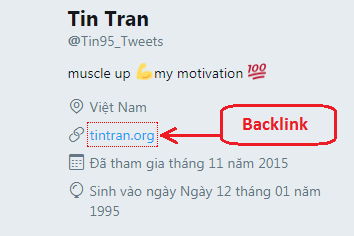 Tin Tran
@Tin95_Tweets
muscle up 💪 my motivation 💯
Việt Nam
tintran.org
Backlink
Đã tham gia tháng 11 năm 2015
Sinh vào ngày Ngày 12 tháng 01 năm
1995